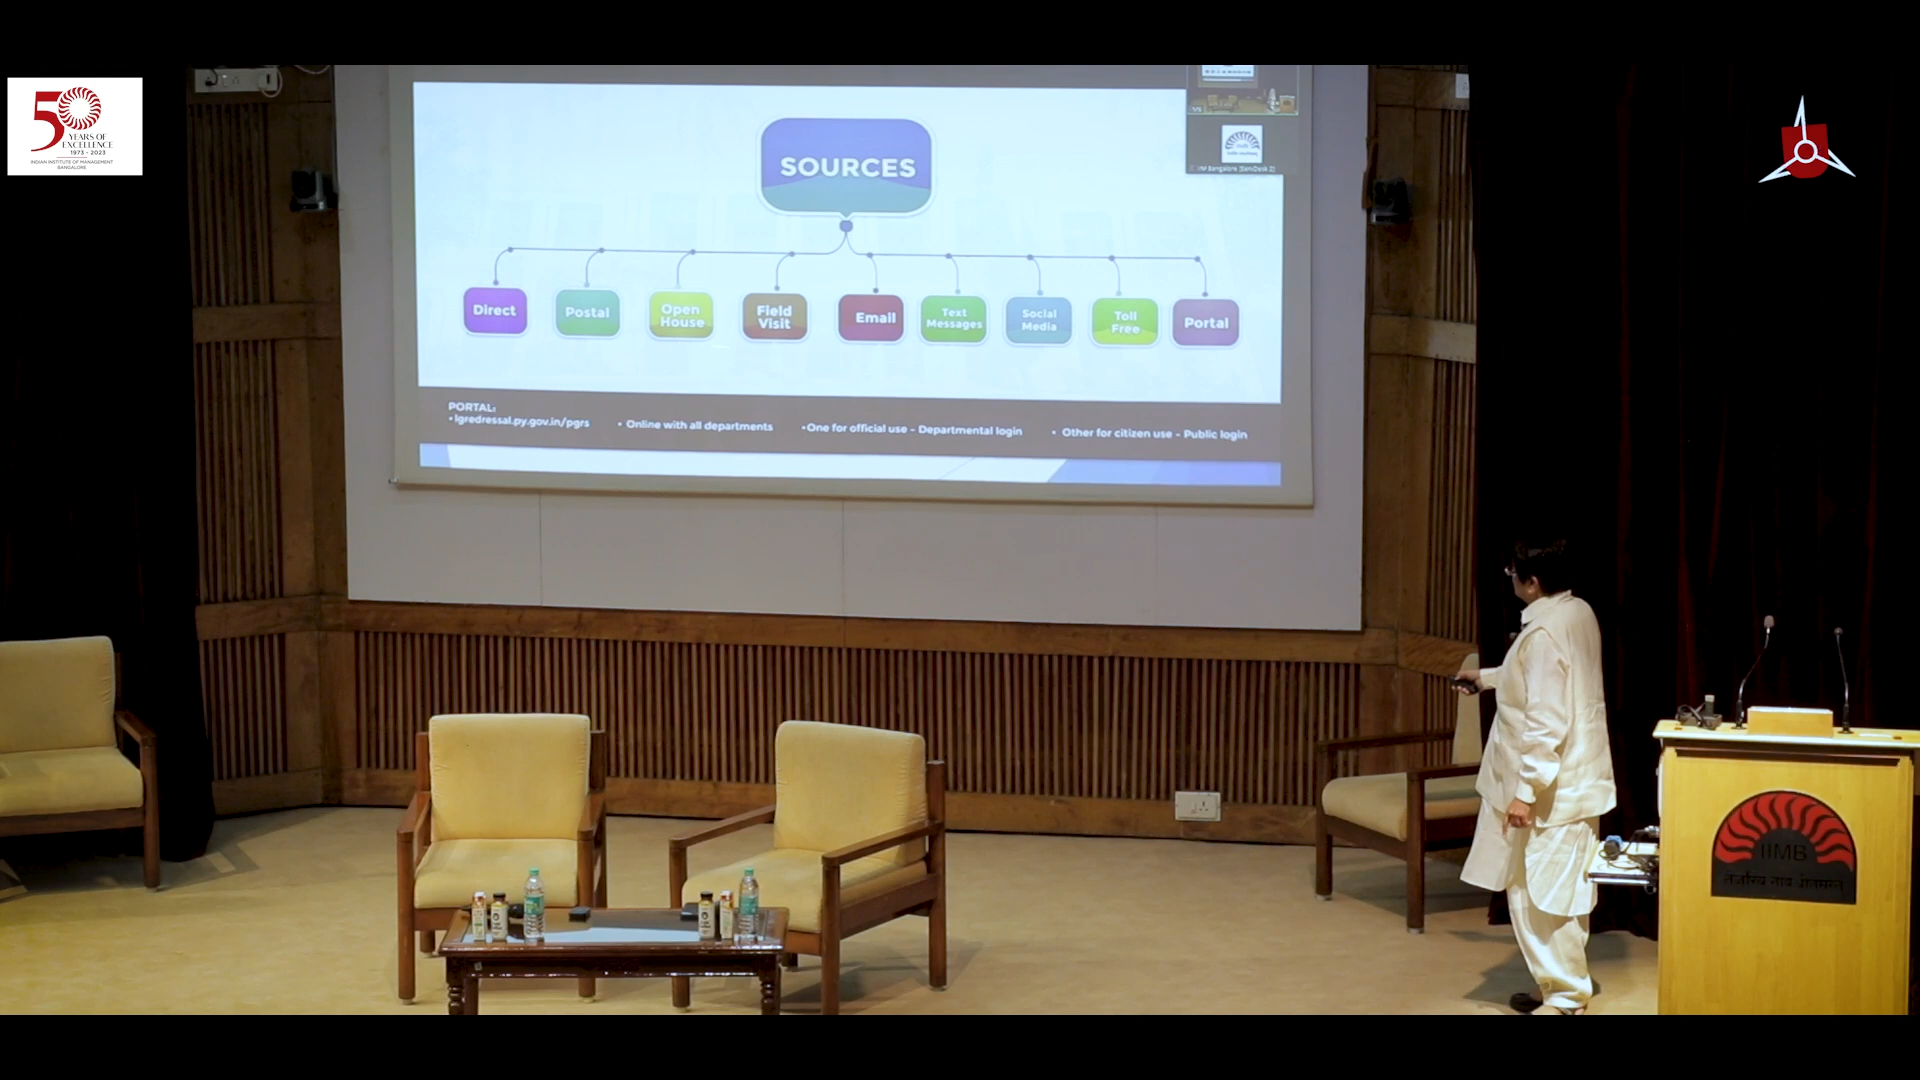 50
YEARS OF
EXCELLENCE
1973 - 2023
INDIAN INSTITUTE OF MANAGEMENT
BANGALORE
SOURCES
Direct
Postal
Open
House
Field
Visit
Email
Text
Messages
Social
Media
Toll
Free
Portal
PORTAL:
• lgredressal.py.gov.in/pgrs
• Online with all departments
• One for official use - Departmental login
• Other for citizen use - Public login
IIMB